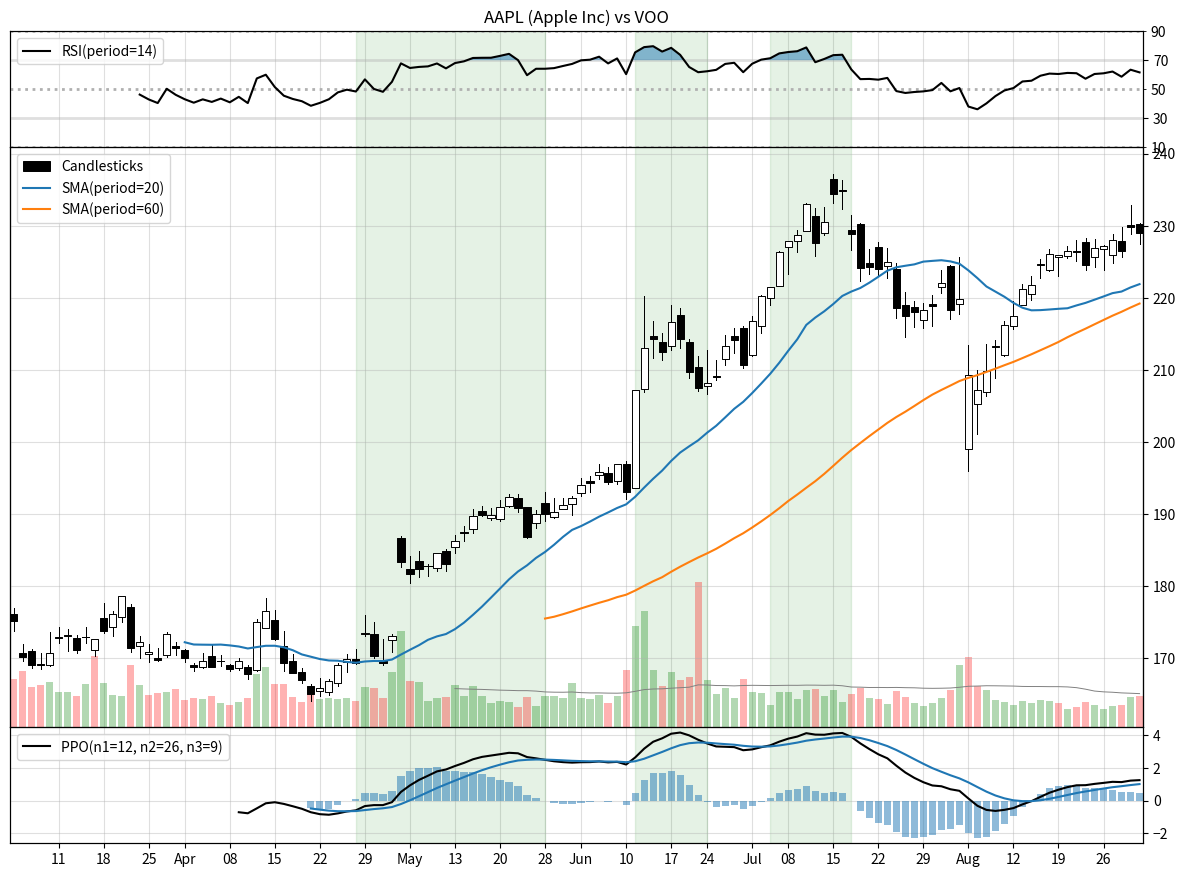 AAPL (Apple Inc) vs VOO
RSI(period=14)
90
70
50
30
10
Candlesticks
SMA(period=20)
SMA(period=60)
240
230
220
210
200
190
180
170
PPO(n1=12, n2=26, n3=9)
4
2
0
−2
11 18 25 Apr 08 15 22 29 May 13 20 28 Jun 10 17 24 Jul 08 15 22 29 Aug 12 19 26